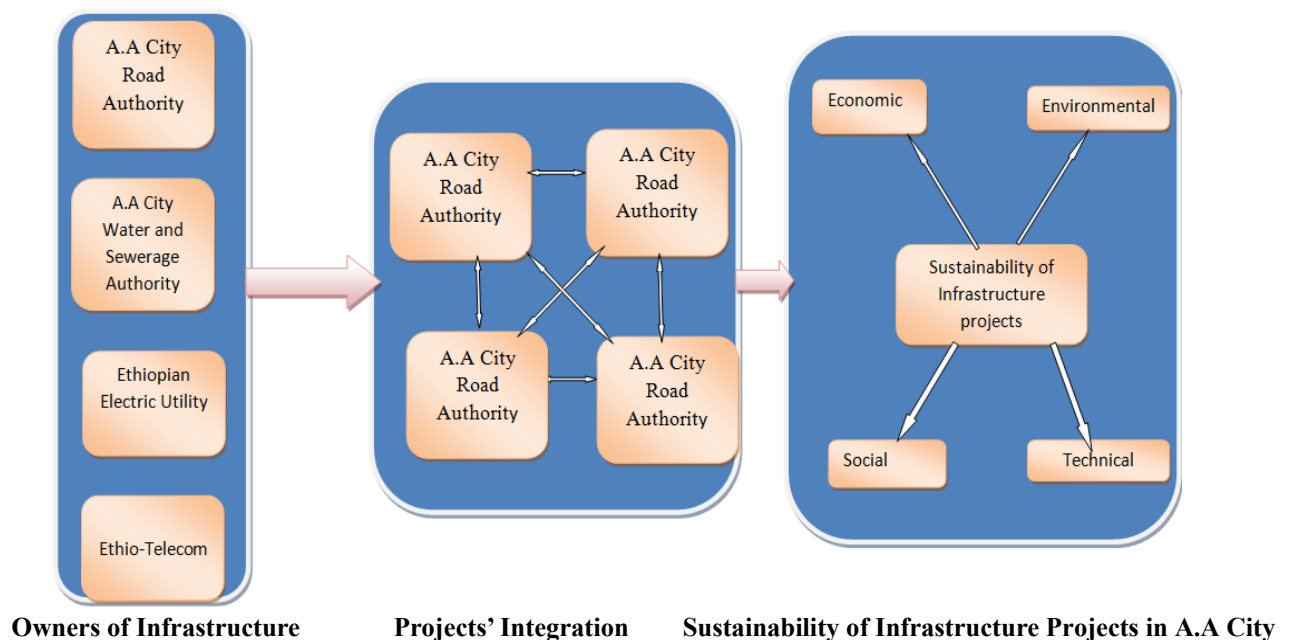 A.A City
Road
Authority
A.A City
Water and
Sewerage
Authority
Ethiopian
Electric Utility
Ethio-Telecom
A.A City
Road
Authority
A.A City
Road
Authority
A.A City
Road
Authority
A.A City
Road
Authority
Economic
Environmental
Sustainability of
Infrastructure
projects
Social
Technical
Owners of Infrastructure
Projects’ Integration
Sustainability of Infrastructure Projects in A.A City